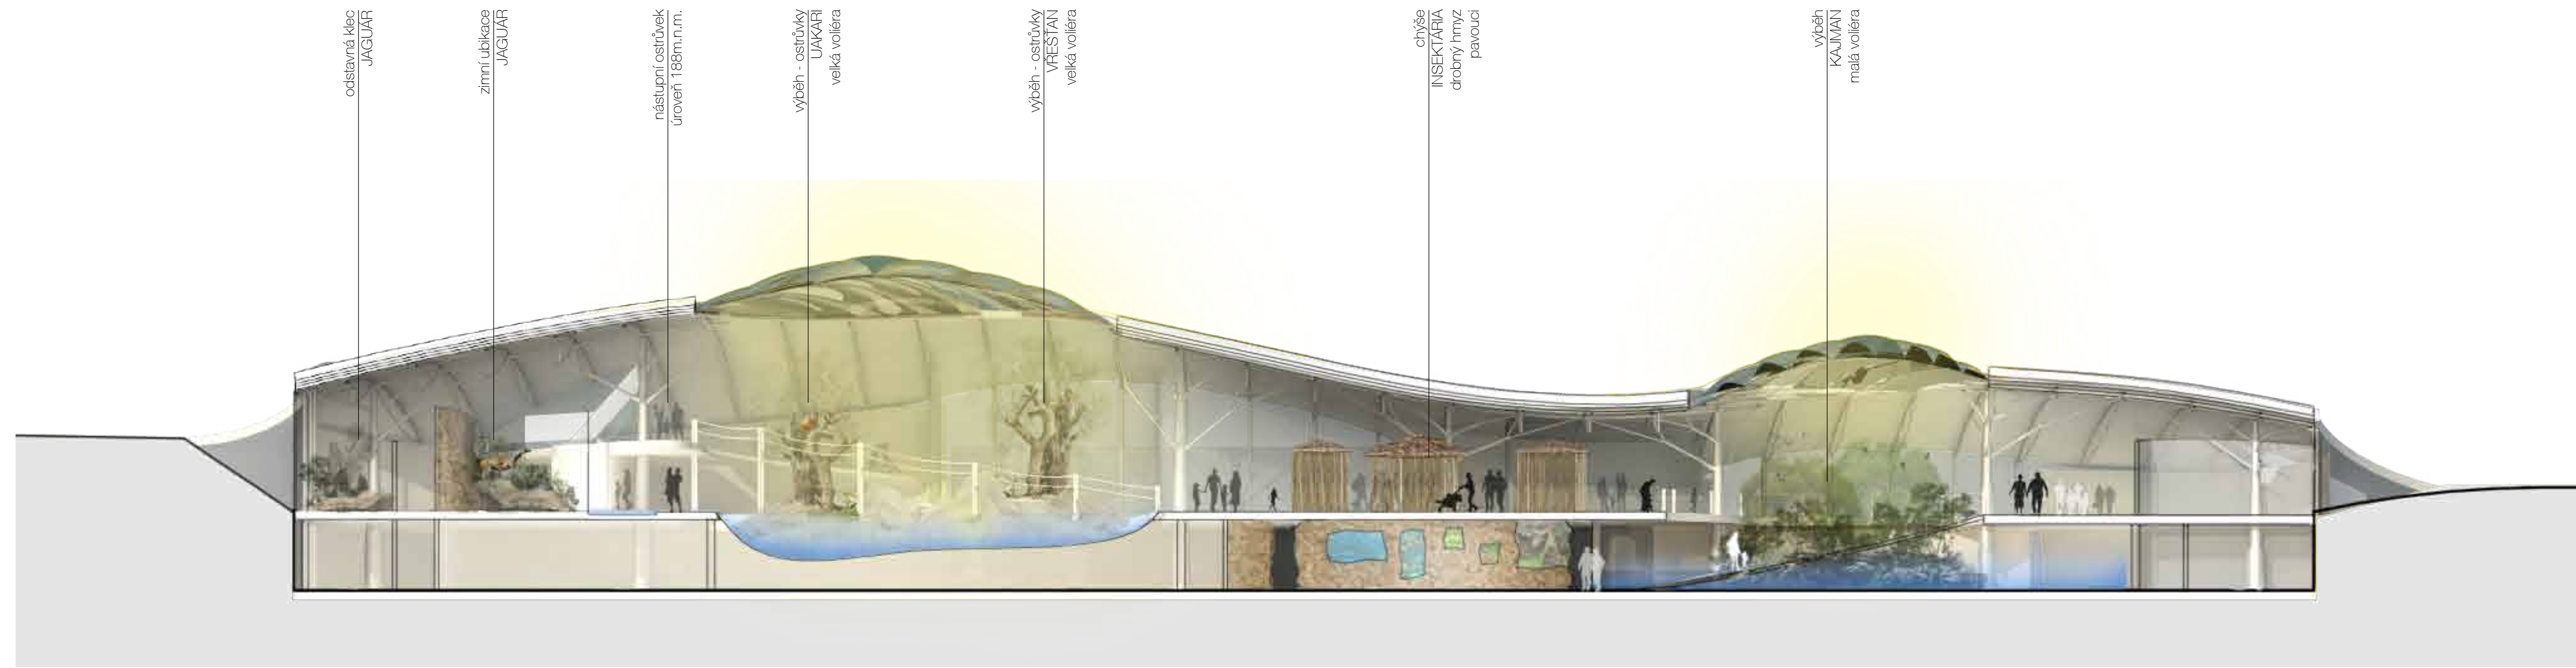 odstavná klec
JAGUÁR
zimní ubikace
JAGUÁR
nástupní ostrůvek
úroveň 188m.n.m.
výběh - ostrůvky
UAKARI
velká voliéra
výběh - ostrůvky
VŘEŠŤAN
velká voliéra
chýše
INSEKTÁRIA
drobný hmyz
pavouci
výběh
KAJMAN
malá voliéra